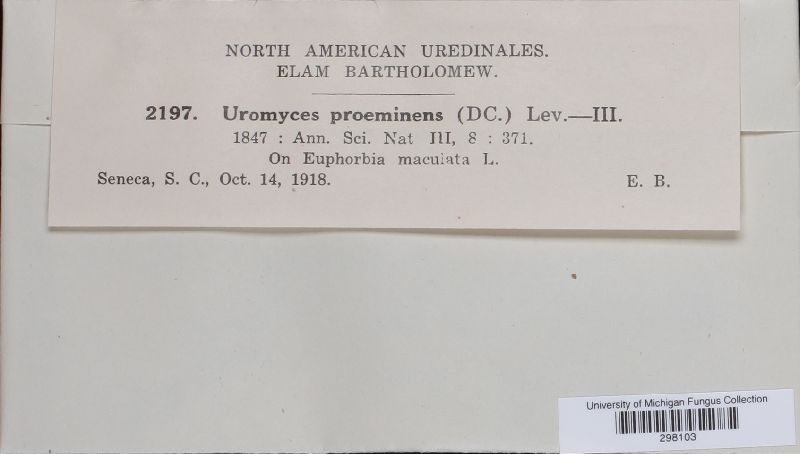 NORTH AMERICAN UREDINALES.
ELAM BARTHOLOMEW.
2197. Uromyces proeminens (DC.) Lev.—III.
1847 : Ann. Sci. Nat III, 8 : 371.
On Euphorbia maculata L.
Seneca, S. C., Oct. 14, 1918. E. B.
University of Michigan Fungus Collection
298103